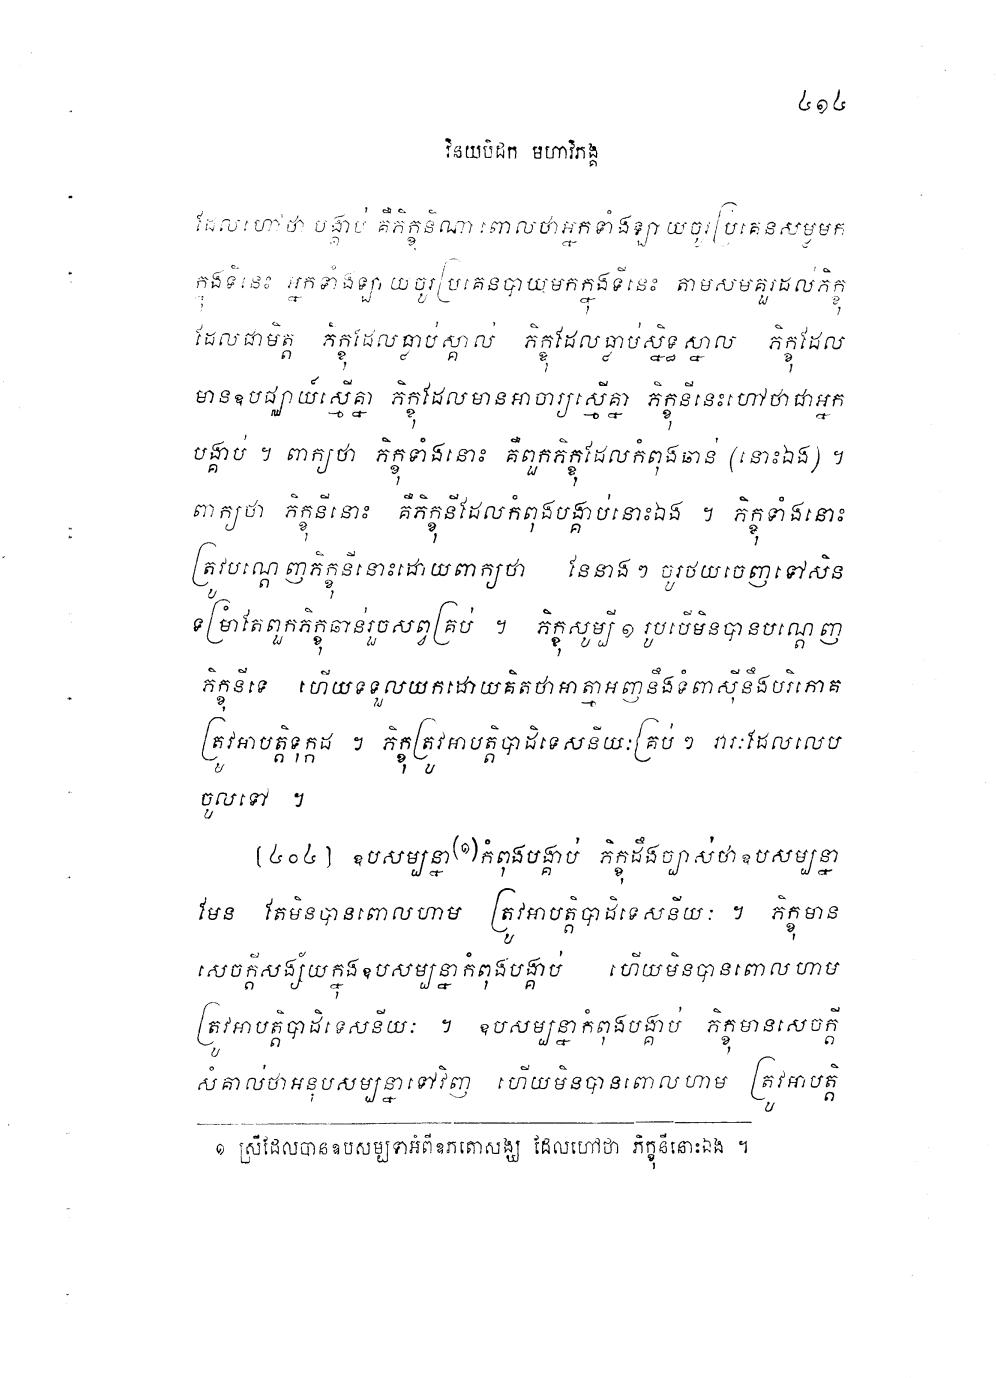 ៤១៤
វិនយបិដក មហាវិភង្គ
ដែលហៅថា បង្គាប់ គឺភិក្ខុនីណា ពោលថាអ្នកទាំងឡាយចូរប្រគេនសម្លមក
ក្នុងទីនេះ អ្នកទាំងឡាយចូរប្រគេនបាយមកក្នុងទីនេះ តាមសមគួរដល់ភិក្ខុ
ដែលជាមិត្ត ភិក្ខុដែលធ្លាប់ស្គាល់ ភិក្ខុដែលធ្លាប់ស្និទ្ធស្នាល ភិក្ខុដែល
មានឧបជ្ឈាយ៍ស្មើគ្នា ភិក្ខុដែលមានអាចារ្យស្មើគ្នា ភិក្ខុនីនេះហៅថាជាអ្នក
បង្គាប់ ។ ពាក្យថា ភិក្ខុទាំងនោះ គឺពួកភិក្ខុដែលកំពុងឆាន់ (នោះឯង) ។
ពាក្យថា ភិក្ខុនីនោះ គឺភិក្ខុនីដែលកំពុងបង្គាប់នោះឯង ។ ភិក្ខុទាំងនោះ
ត្រូវបណ្តេញភិក្ខុនីនោះដោយពាក្យថា នែនាង ៗ ចូរថយចេញទៅសិន
ទម្រាំតែពួកភិក្ខុឆាន់រួចសព្វគ្រប់ ។ ភិក្ខុសូម្បី ១ រូបបើមិនបានបណ្តេញ
ភិក្ខុនីទេ ហើយទទួលយកដោយគិតថាអាត្មាអញនឹងទំពាស៊ីនឹងបរិភោគ
ត្រូវអាបត្តិទុក្កដ ។ ភិក្ខុត្រូវអាបត្តិបាដិទេសនីយៈគ្រប់ ៗ វារៈដែលលេប
ចូលទៅ ។
(៤០៤) ឧបសម្បន្នា(១)កំពុងបង្គាប់ ភិក្ខុដឹងច្បាស់ថាឧបសម្បន្នា
មែន តែមិនបានពោលហាម ត្រូវអាបត្តិបាដិទេសនីយៈ ។ ភិក្ខុមាន
សេចក្តីសង្ស័យក្នុងឧបសម្បន្នាកំពុងបង្គាប់ ហើយមិនបានពោលហាម
ត្រូវអាបត្តិបាដិទេសនីយៈ ។ ឧបសម្បន្នាកំពុងបង្គាប់ ភិក្ខុមានសេចក្តី
សំគាល់ថាអនុបសម្បន្នាទៅវិញ ហើយមិនបានពោលហាម ត្រូវអាបត្តិ
១ ស្រីដែលបានឧបសម្បទាអំពីឧភតោសង្ឃ ដែលហៅថា ភិក្ខុនីនោះឯង ។